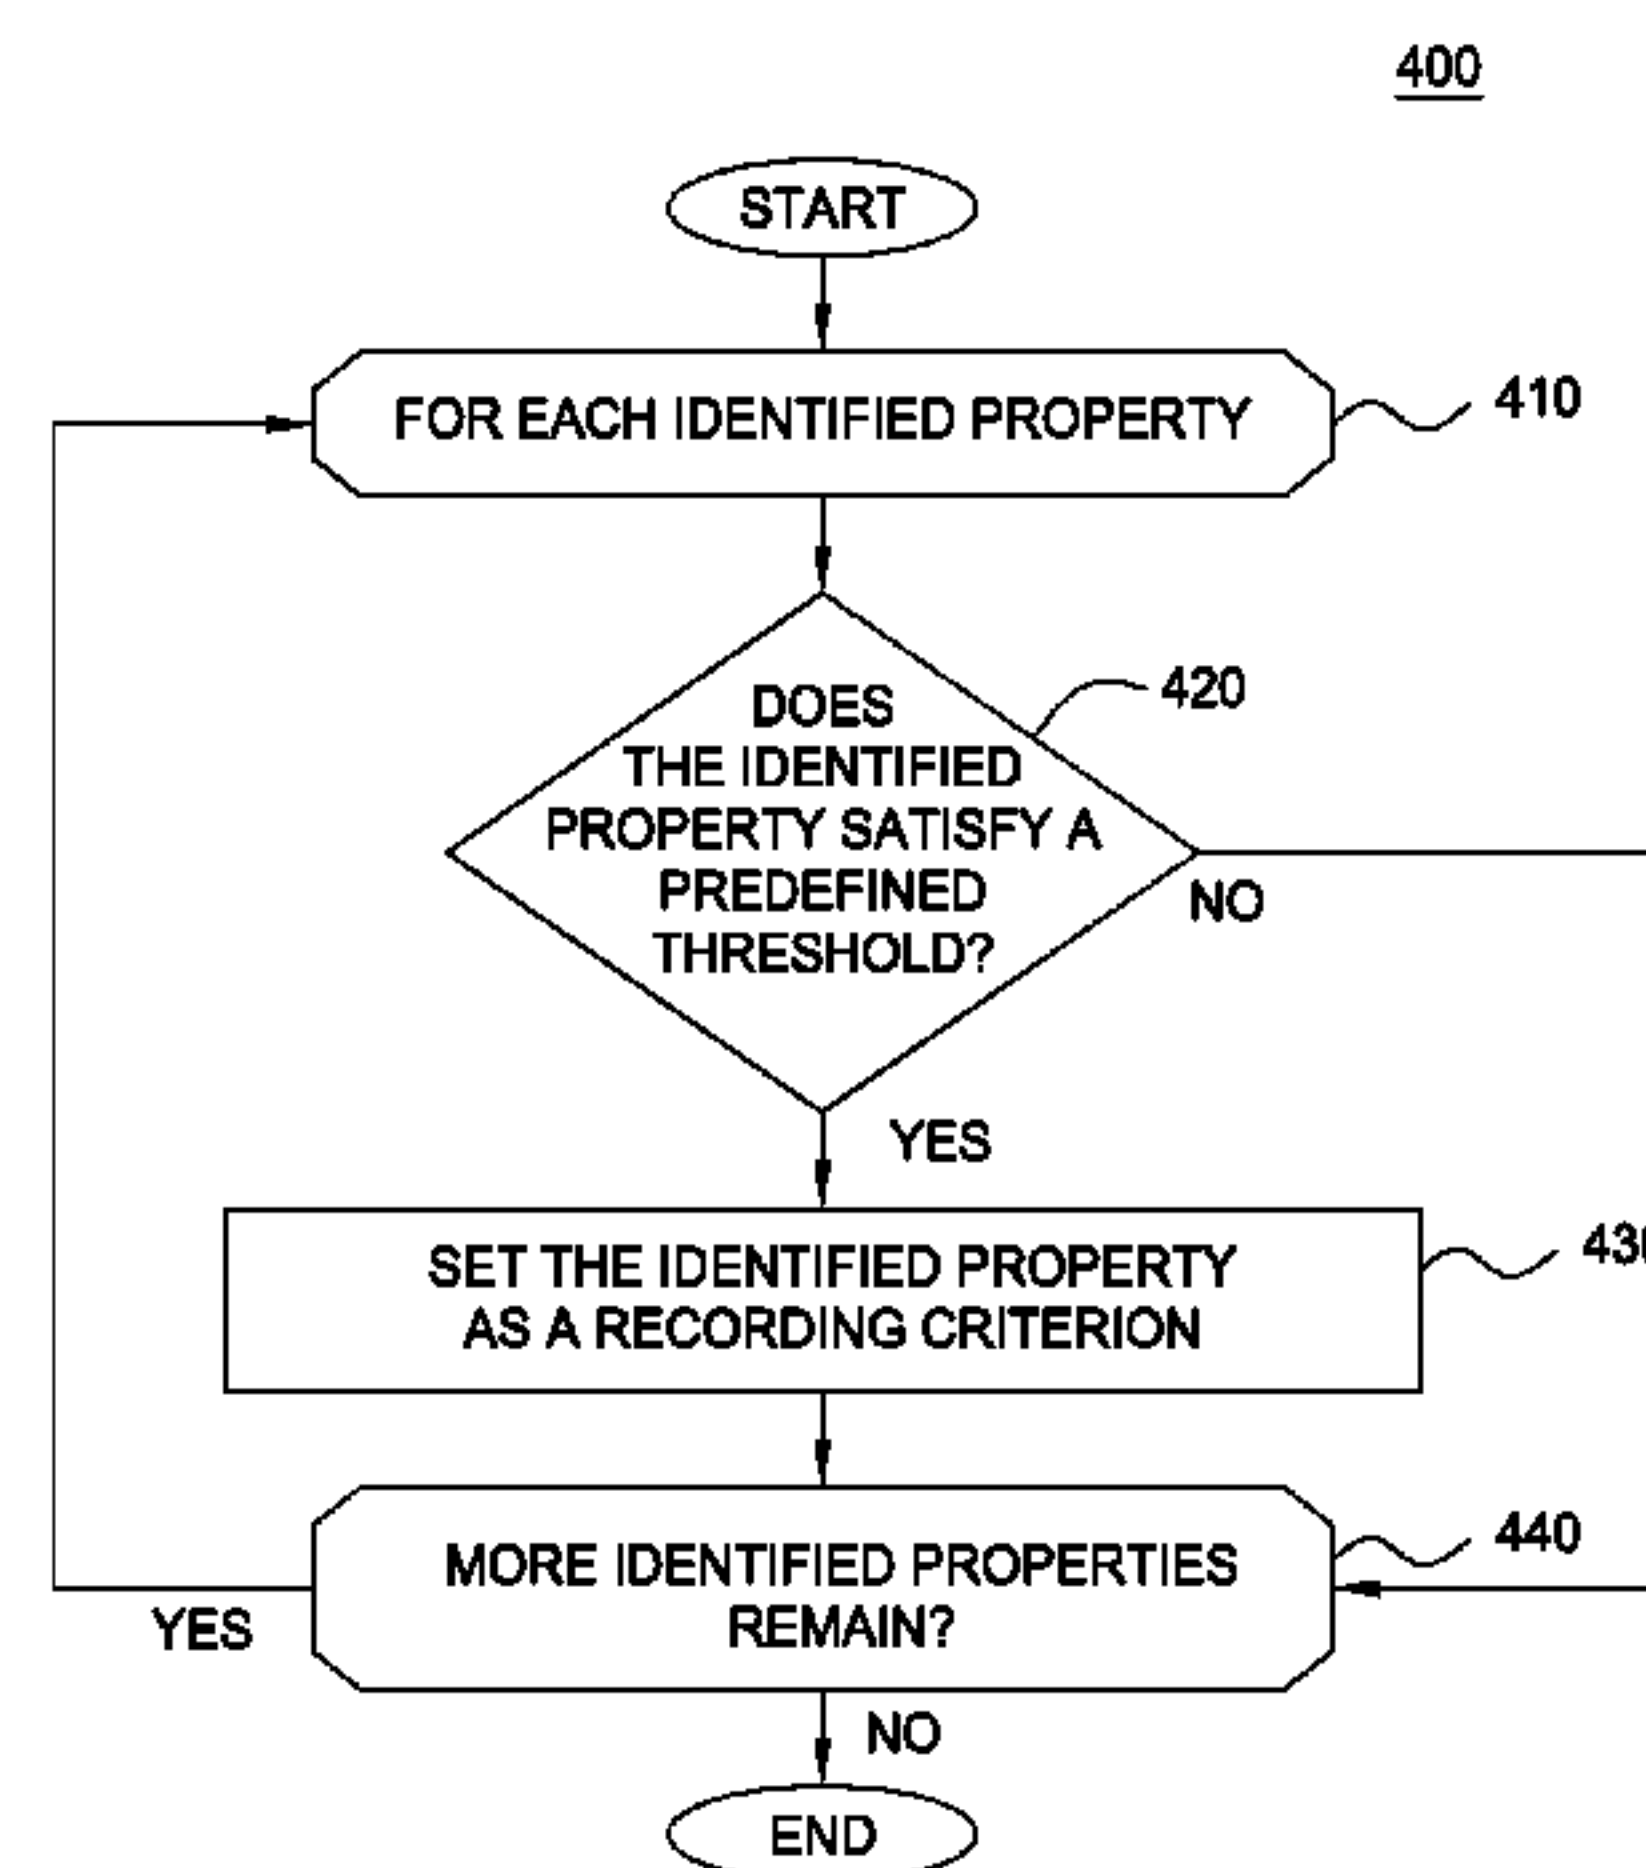 400
START
FOR EACH IDENTIFIED PROPERTY
410
420
DOES
THE IDENTIFIED
PROPERTY SATISFY A
PREDEFINED
THRESHOLD?
NO
YES
SET THE IDENTIFIED PROPERTY
AS A RECORDING CRITERION
MORE IDENTIFIED PROPERTIES
REMAIN?
440
YES
NO
END